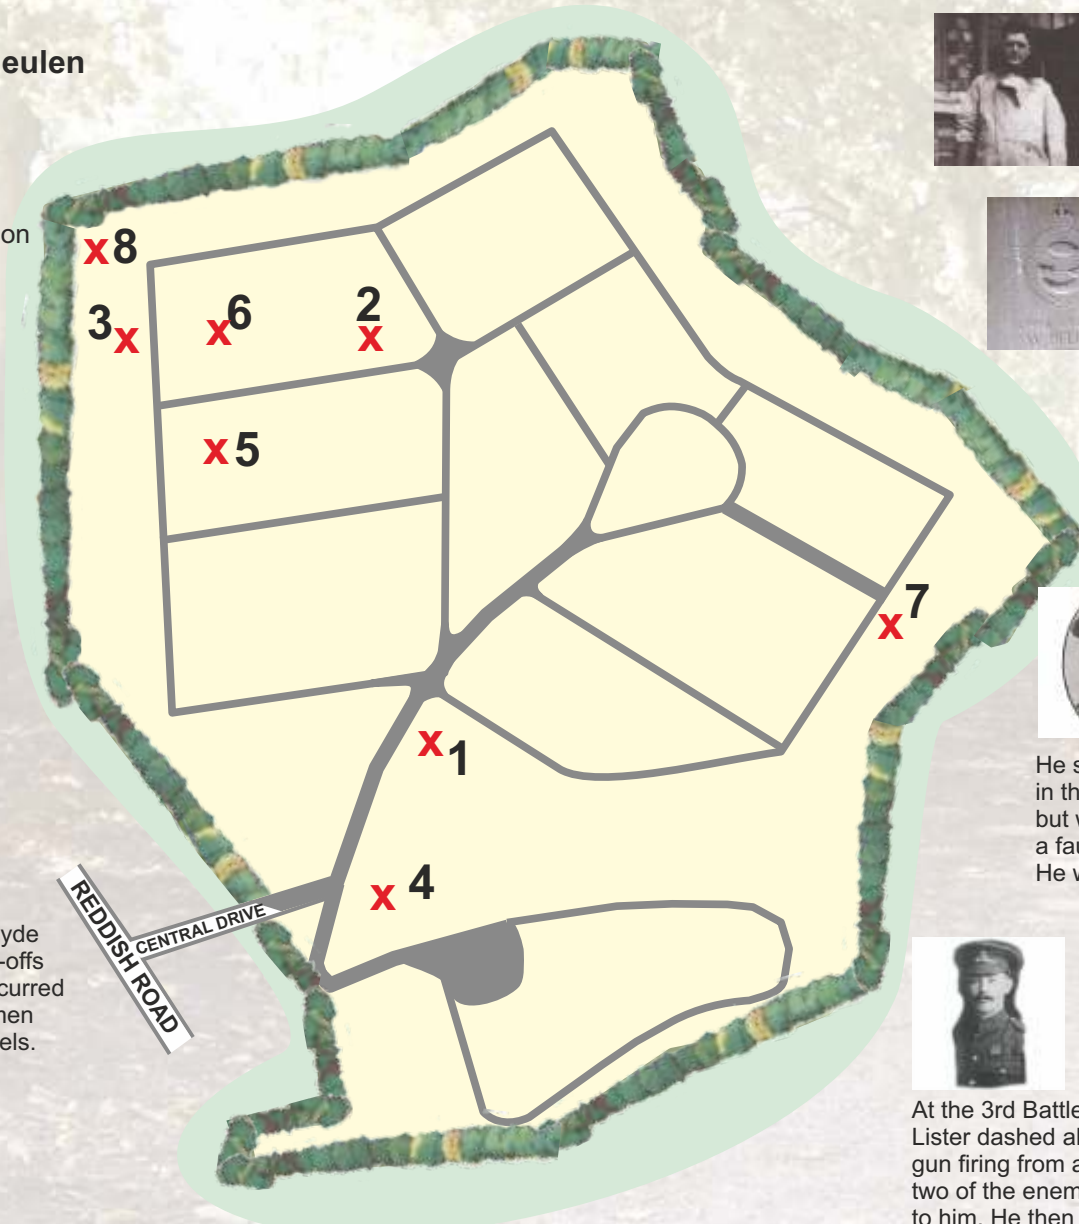 eulen
on
x8
3x
x6
2
x
x5
x7
x1
x4
REDDISH ROAD
CENTRAL DRIVE
yde
-offs
curred
hen
els.
He s
in th
but w
a fau
He w
At the 3rd Battle
Lister dashed a
gun firing from a
two of the enem
to him. He then